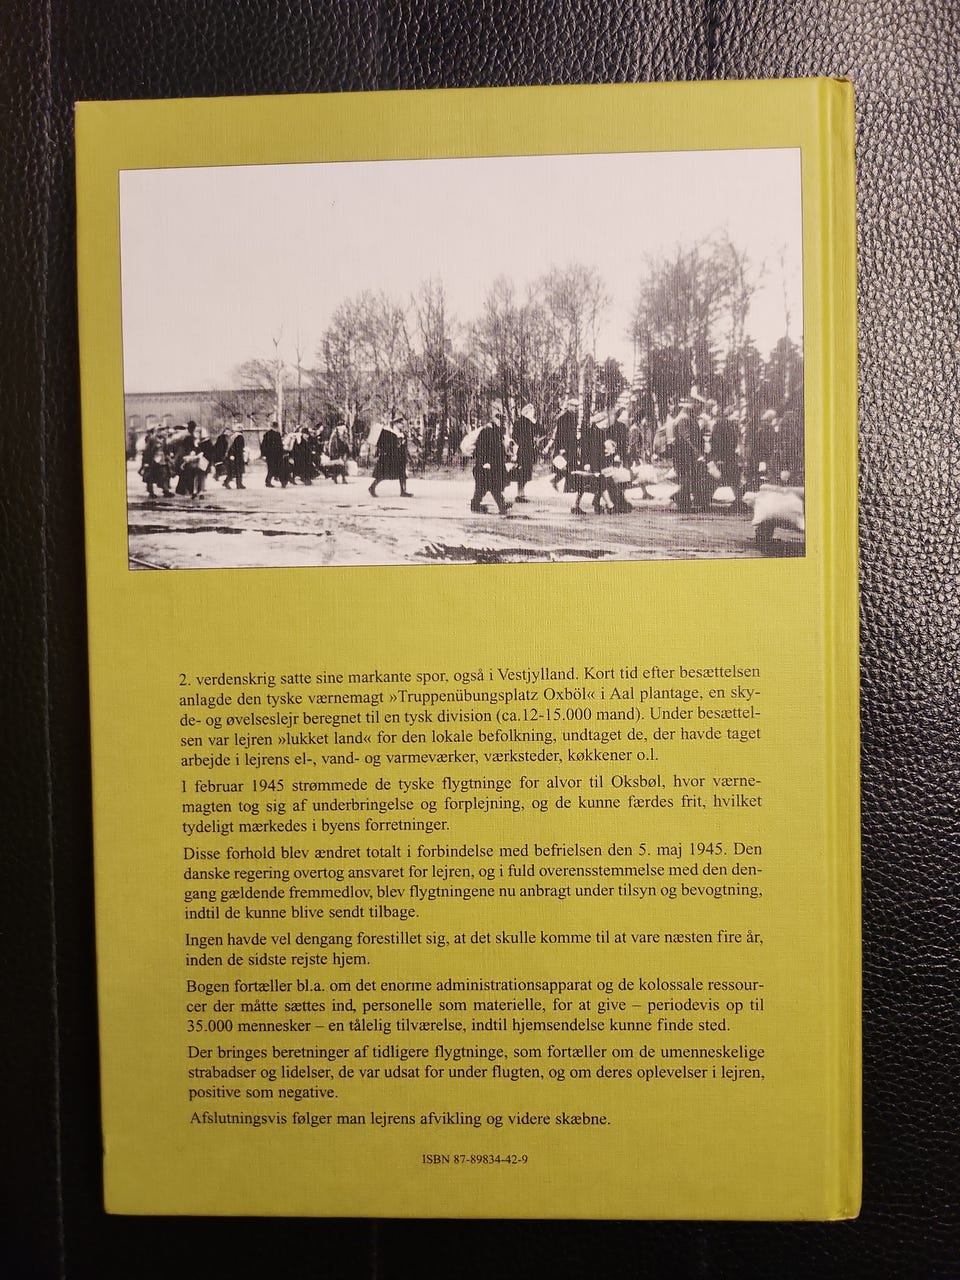 2. verdenskrig satte sine markante spor, også i Vestjylland. Kort tid efter besættelsen
anlagde den tyske værnemagt »Truppenübungsplatz Oxböl« i Aal plantage, en sky-
de- og øvelseslejr beregnet til en tysk division (ca.12-15.000 mand). Under besættel-
sen var lejren »lukket land« for den lokale befolkning, undtaget de, der havde taget
arbejde i lejrens el-, vand- og varmeværker, værksteder, køkkener o.l.
I februar 1945 strømmede de tyske flygtninge for alvor til Oksbøl, hvor værne-
magten tog sig af underbringelse og forplejning, og de kunne færdes frit, hvilket
tydeligt mærkedes i byens forretninger.
Disse forhold blev ændret totalt i forbindelse med befrielsen den 5. maj 1945. Den
danske regering overtog ansvaret for lejren, og i fuld overensstemmelse med den den-
gang gældende fremmedlov, blev flygtningene nu anbragt under tilsyn og bevogtning,
indtil de kunne blive sendt tilbage.
Ingen havde vel dengang forestillet sig, at det skulle komme til at vare næsten fire år,
inden de sidste rejste hjem.
Bogen fortæller bl.a. om det enorme administrationsapparat og de kolossale ressour-
cer der måtte sættes ind, personelle som materielle, for at give – periodevis op til
35.000 mennesker – en tålelig tilværelse, indtil hjemsendelse kunne finde sted.
Der bringes beretninger af tidligere flygtninge, som fortæller om de umenneskelige
strabadser og lidelser, de var udsat for under flugten, og om deres oplevelser i lejren,
positive som negative.
Afslutningsvis følger man lejrens afvikling og videre skæbne.
ISBN 87-89834-42-9